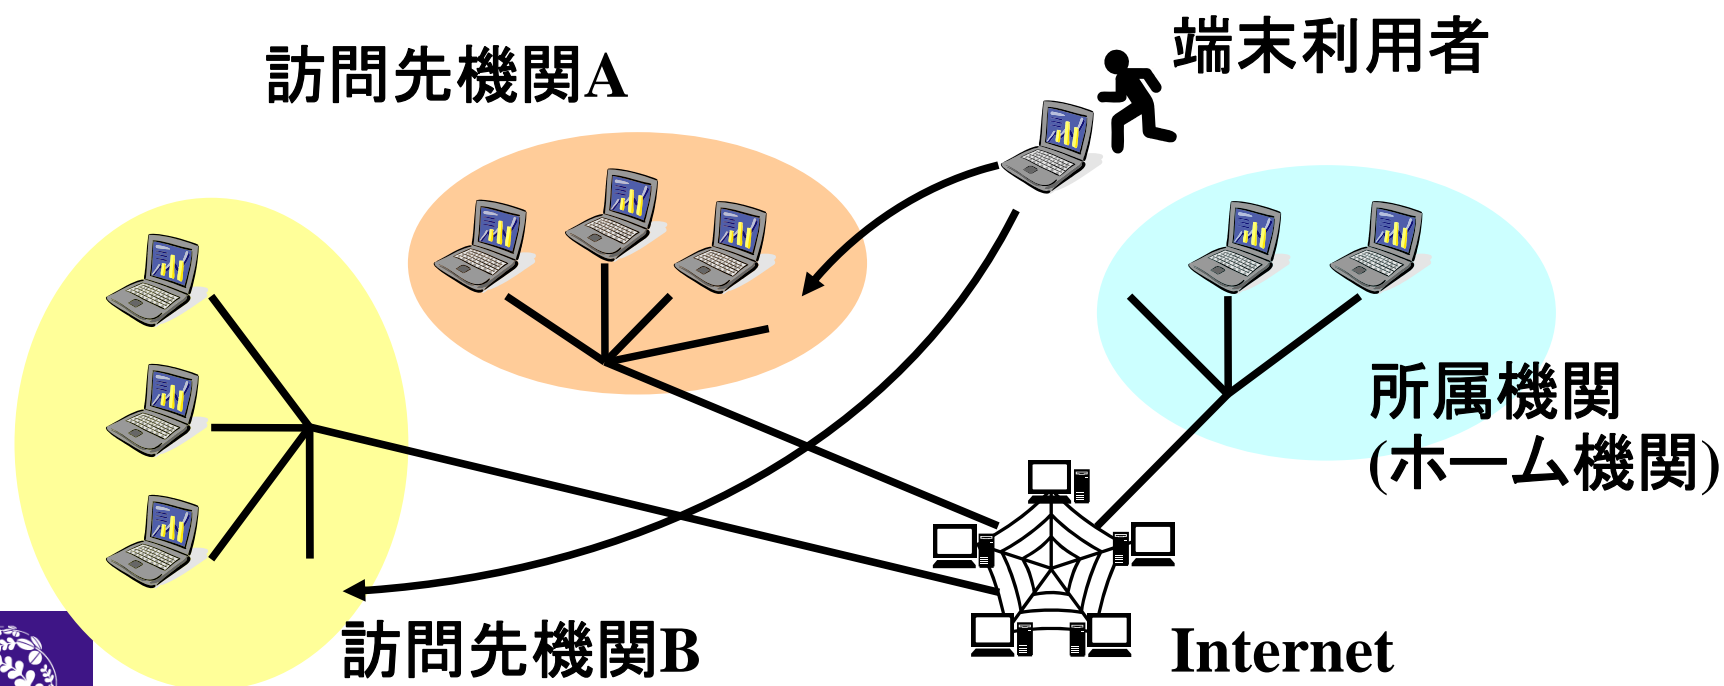 端末利用者
訪問先機関A
所属機関
(ホーム機関)
訪問先機関B
Internet